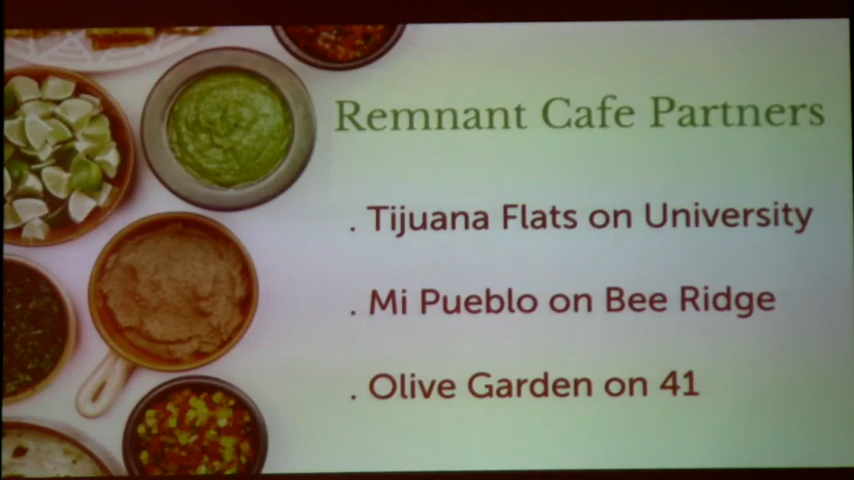 Remnant Cafe Partners
. Tijuana Flats on University
. Mi Pueblo on Bee Ridge
. Olive Garden on 41